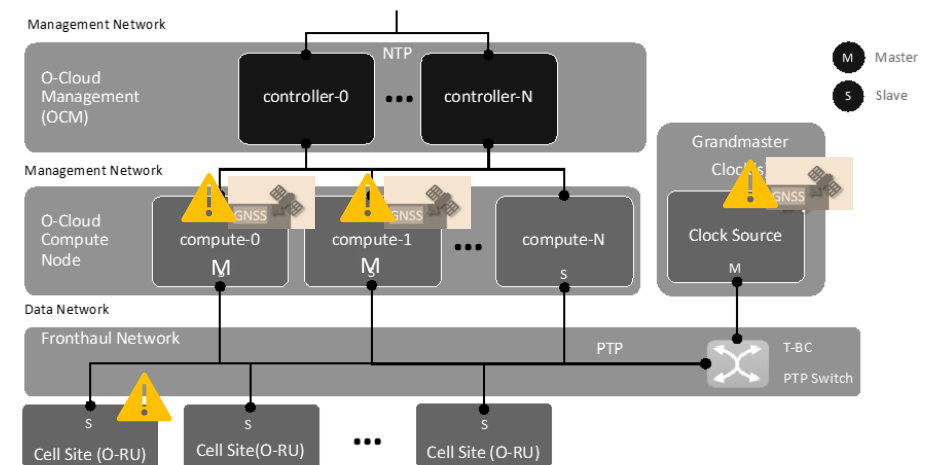 Management Network
NTP
O-Cloud
Management
(OCM)
controller-0
controller-N
M
Master
S
Slave
Grandmaster
Management Network
GNSS
GNSS
GNSS
O-Cloud
Compute
Node
compute-0
M
S
compute-1
M
S
compute-N
S
Clock Source
M
Data Network
Fronthaul Network
PTP
T-BC
PTP Switch
S
Cell Site (O-RU)
S
Cell Site(O-RU)
S
Cell Site (O-RU)